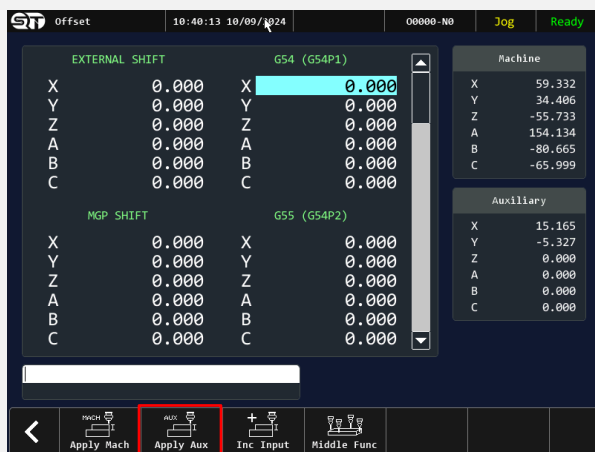 Offset 10:40:13 10/09/2024 O0000-N0 Jog Ready
EXTERNAL SHIFT
X 0.000
Y 0.000
Z 0.000
A 0.000
B 0.000
C 0.000
G54 (G54P1)
X 0.000
Y 0.000
Z 0.000
A 0.000
B 0.000
C 0.000
MGP SHIFT
X 0.000
Y 0.000
Z 0.000
A 0.000
B 0.000
C 0.000
G55 (G54P2)
X 0.000
Y 0.000
Z 0.000
A 0.000
B 0.000
C 0.000
Machine
X 59.332
Y 34.406
Z -55.733
A 154.134
B -80.665
C -65.999
Auxiliary
X 15.165
Y -5.327
Z 0.000
A 0.000
B 0.000
C 0.000
MACH
Apply Mach
AUX
Apply Aux
Inc Input
Middle Func